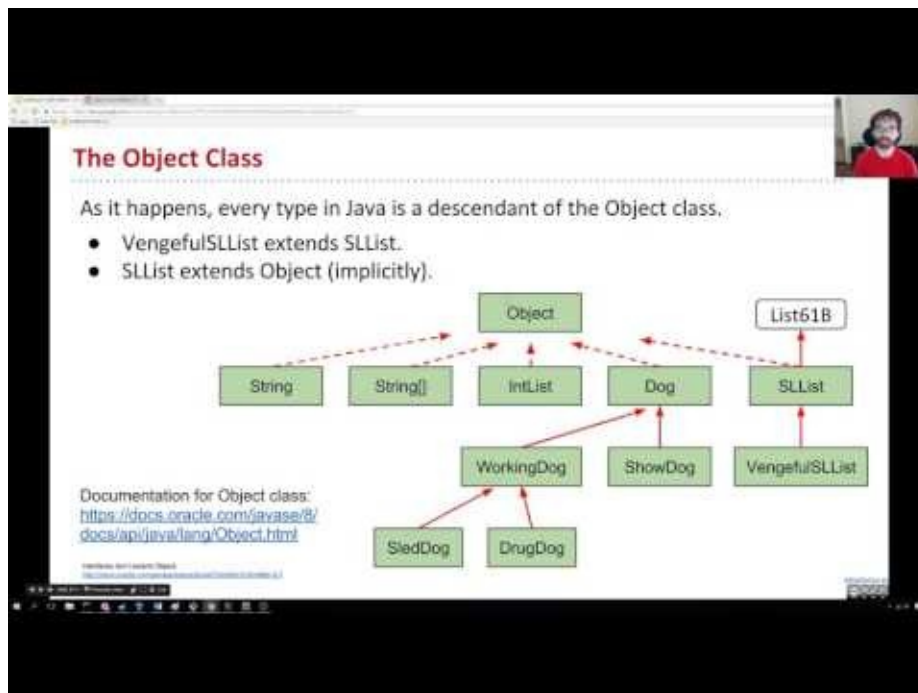 The Object Class
As it happens, every type in Java is a descendant of the Object class.
● VengefulSLList extends SLList.
● SLList extends Object (implicitly).
Object
List61B
String
String[]
IntList
Dog
SLList
WorkingDog
ShowDog
VengefulSLList
Documentation for Object class:
https://docs.oracle.com/javase/8/
docs/api/java/lang/Object.html
SledDog
DrugDog